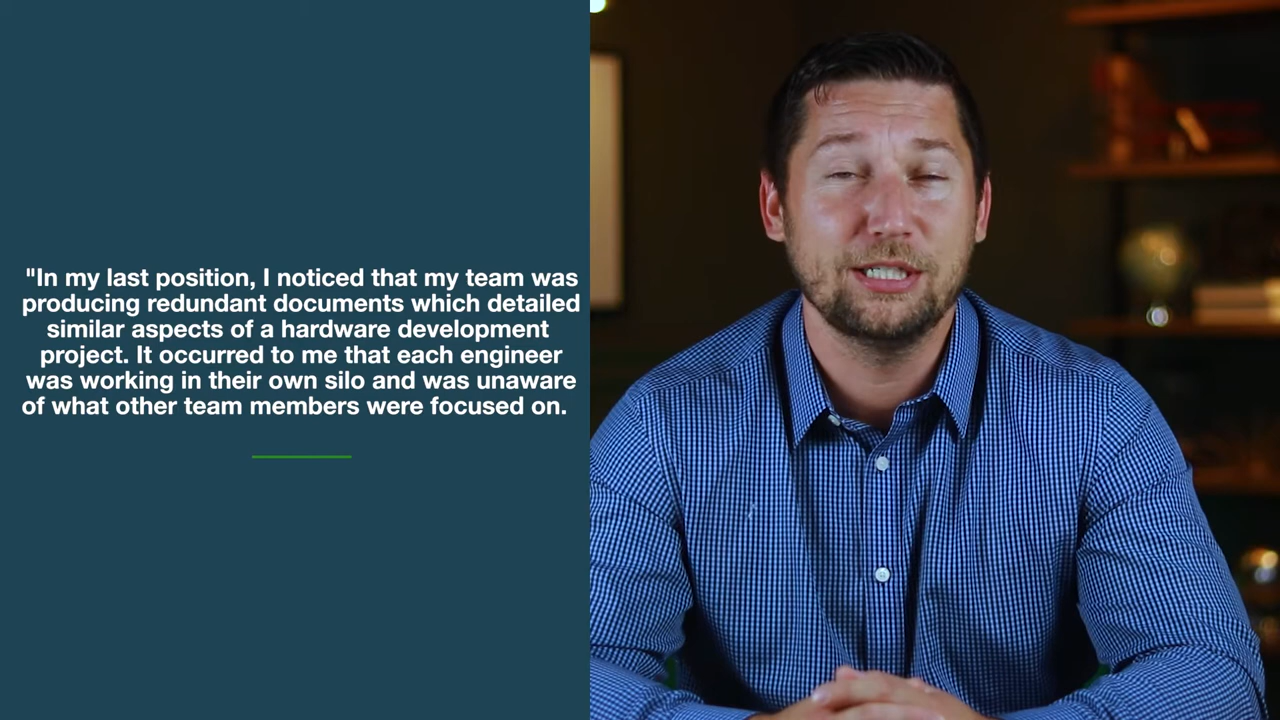 "In my last position, I noticed that my team was
producing redundant documents which detailed
similar aspects of a hardware development
project. It occurred to me that each engineer
was working in their own silo and was unaware
of what other team members were focused on.